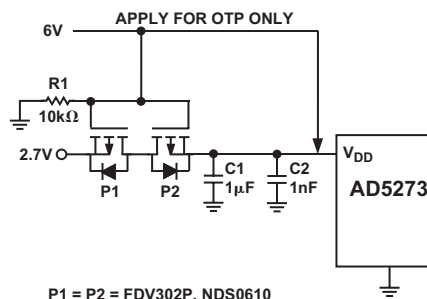 APPLY FOR OTP ONLY
6V
R1
10kΩ
2.7V
P1
P2
C1
1μF
C2
1nF
VDD
AD5273
P1 = P2 = FDV302P, NDS0610